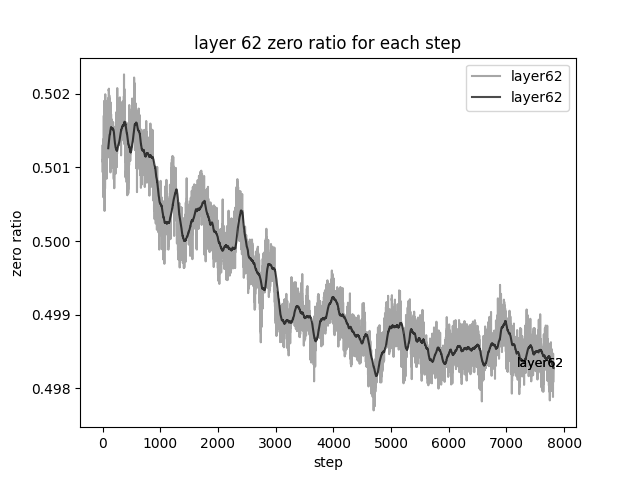 layer 62 zero ratio for each step
layer62
layer62
zero ratio
0.502
0.501
0.500
0.499
0.498
layer62
0 1000 2000 3000 4000 5000 6000 7000 8000
step